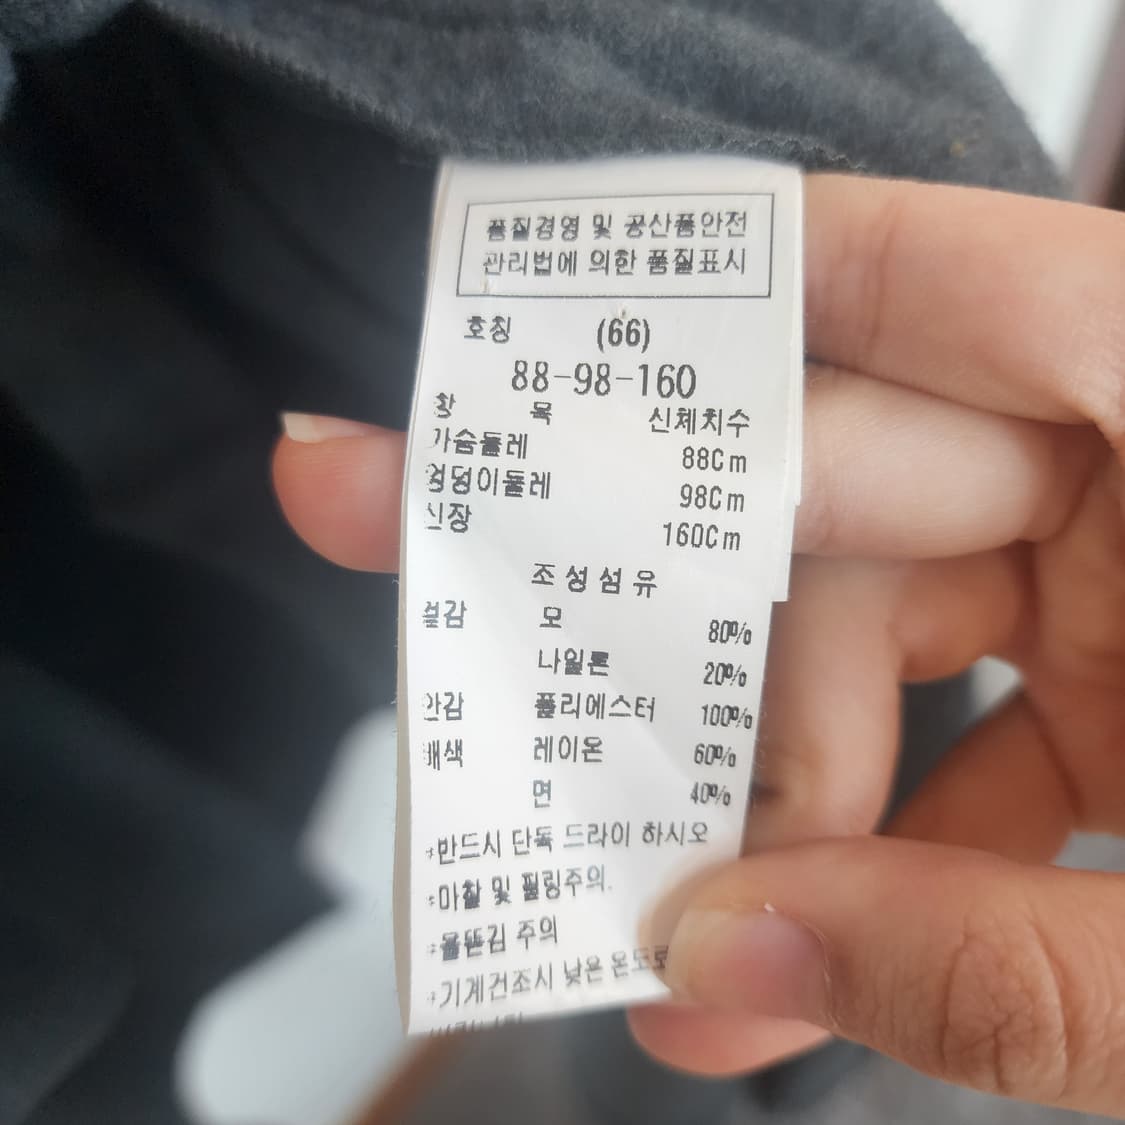 품질경영 및 공산품안전
관리법에 의한 품질표시
호칭 (66)
88-98-160
항 목 신체치수
가슴둘레 88Cm
엉덩이둘레 98Cm
신장 160Cm
조성섬유
겉감 모 80%
나일론 20%
안감 폴리에스터 100%
배색 레이온 60%
면 40%
*반드시 단독 드라이 하시오
*마찰 및 필링주의.
*올뜯김 주의
*기계건조시 낮은 온도로